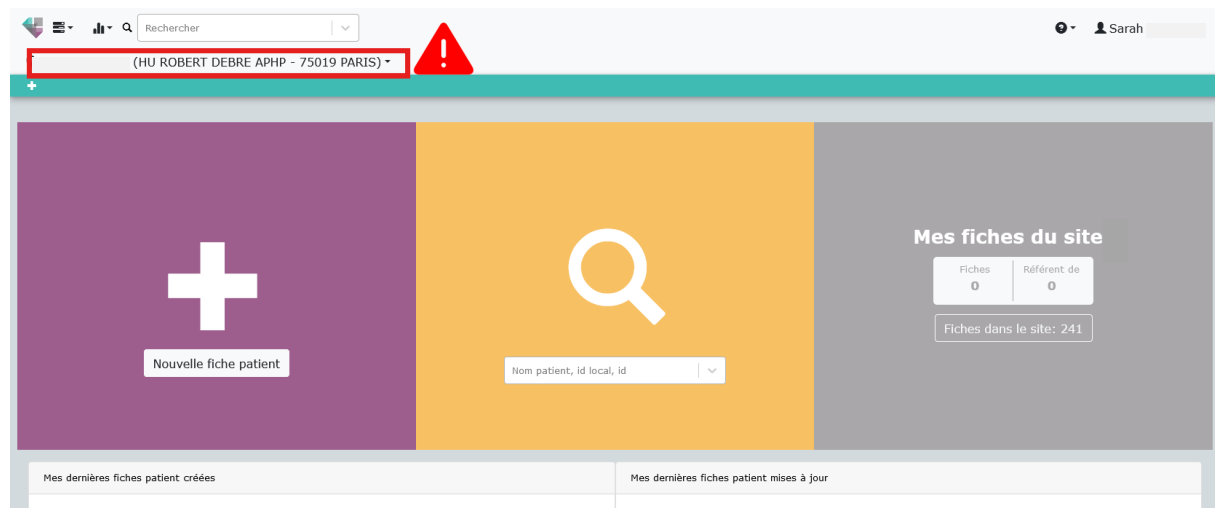 Rechercher
Sarah
(HU ROBERT DEBRE APHP - 75019 PARIS)
Nouvelle fiche patient
Nom patient, id local, id
Mes fiches du site
Fiches
Référent de
0
0
Fiches dans le site: 241
Mes dernières fiches patient créées
Mes dernières fiches patient mises à jour